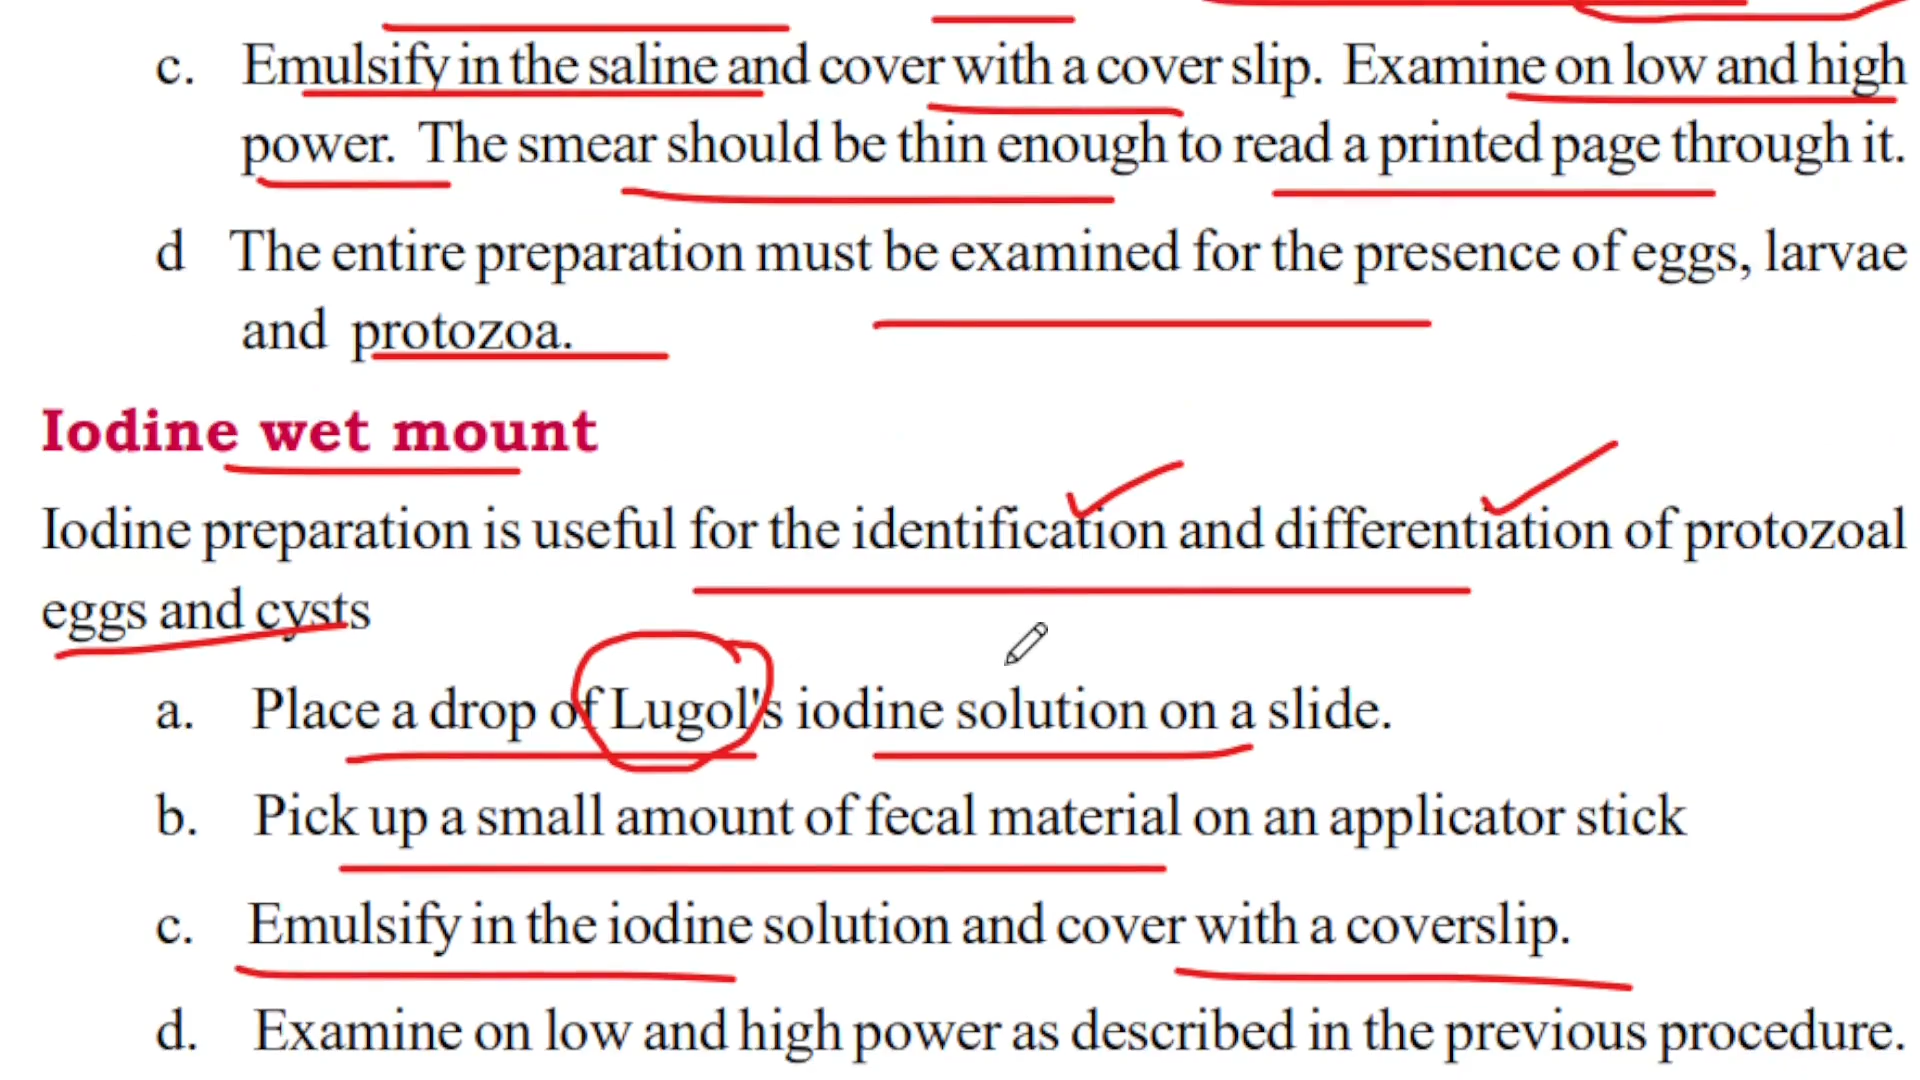 c. Emulsify in the saline and cover with a cover slip. Examine on low and high
power. The smear should be thin enough to read a printed page through it.
d The entire preparation must be examined for the presence of eggs, larvae
and protozoa.
Iodine wet mount
Iodine preparation is useful for the identification and differentiation of protozoal
eggs and cysts
a. Place a drop of Lugol's iodine solution on a slide.
b. Pick up a small amount of fecal material on an applicator stick
c. Emulsify in the iodine solution and cover with a coverslip.
d. Examine on low and high power as described in the previous procedure.